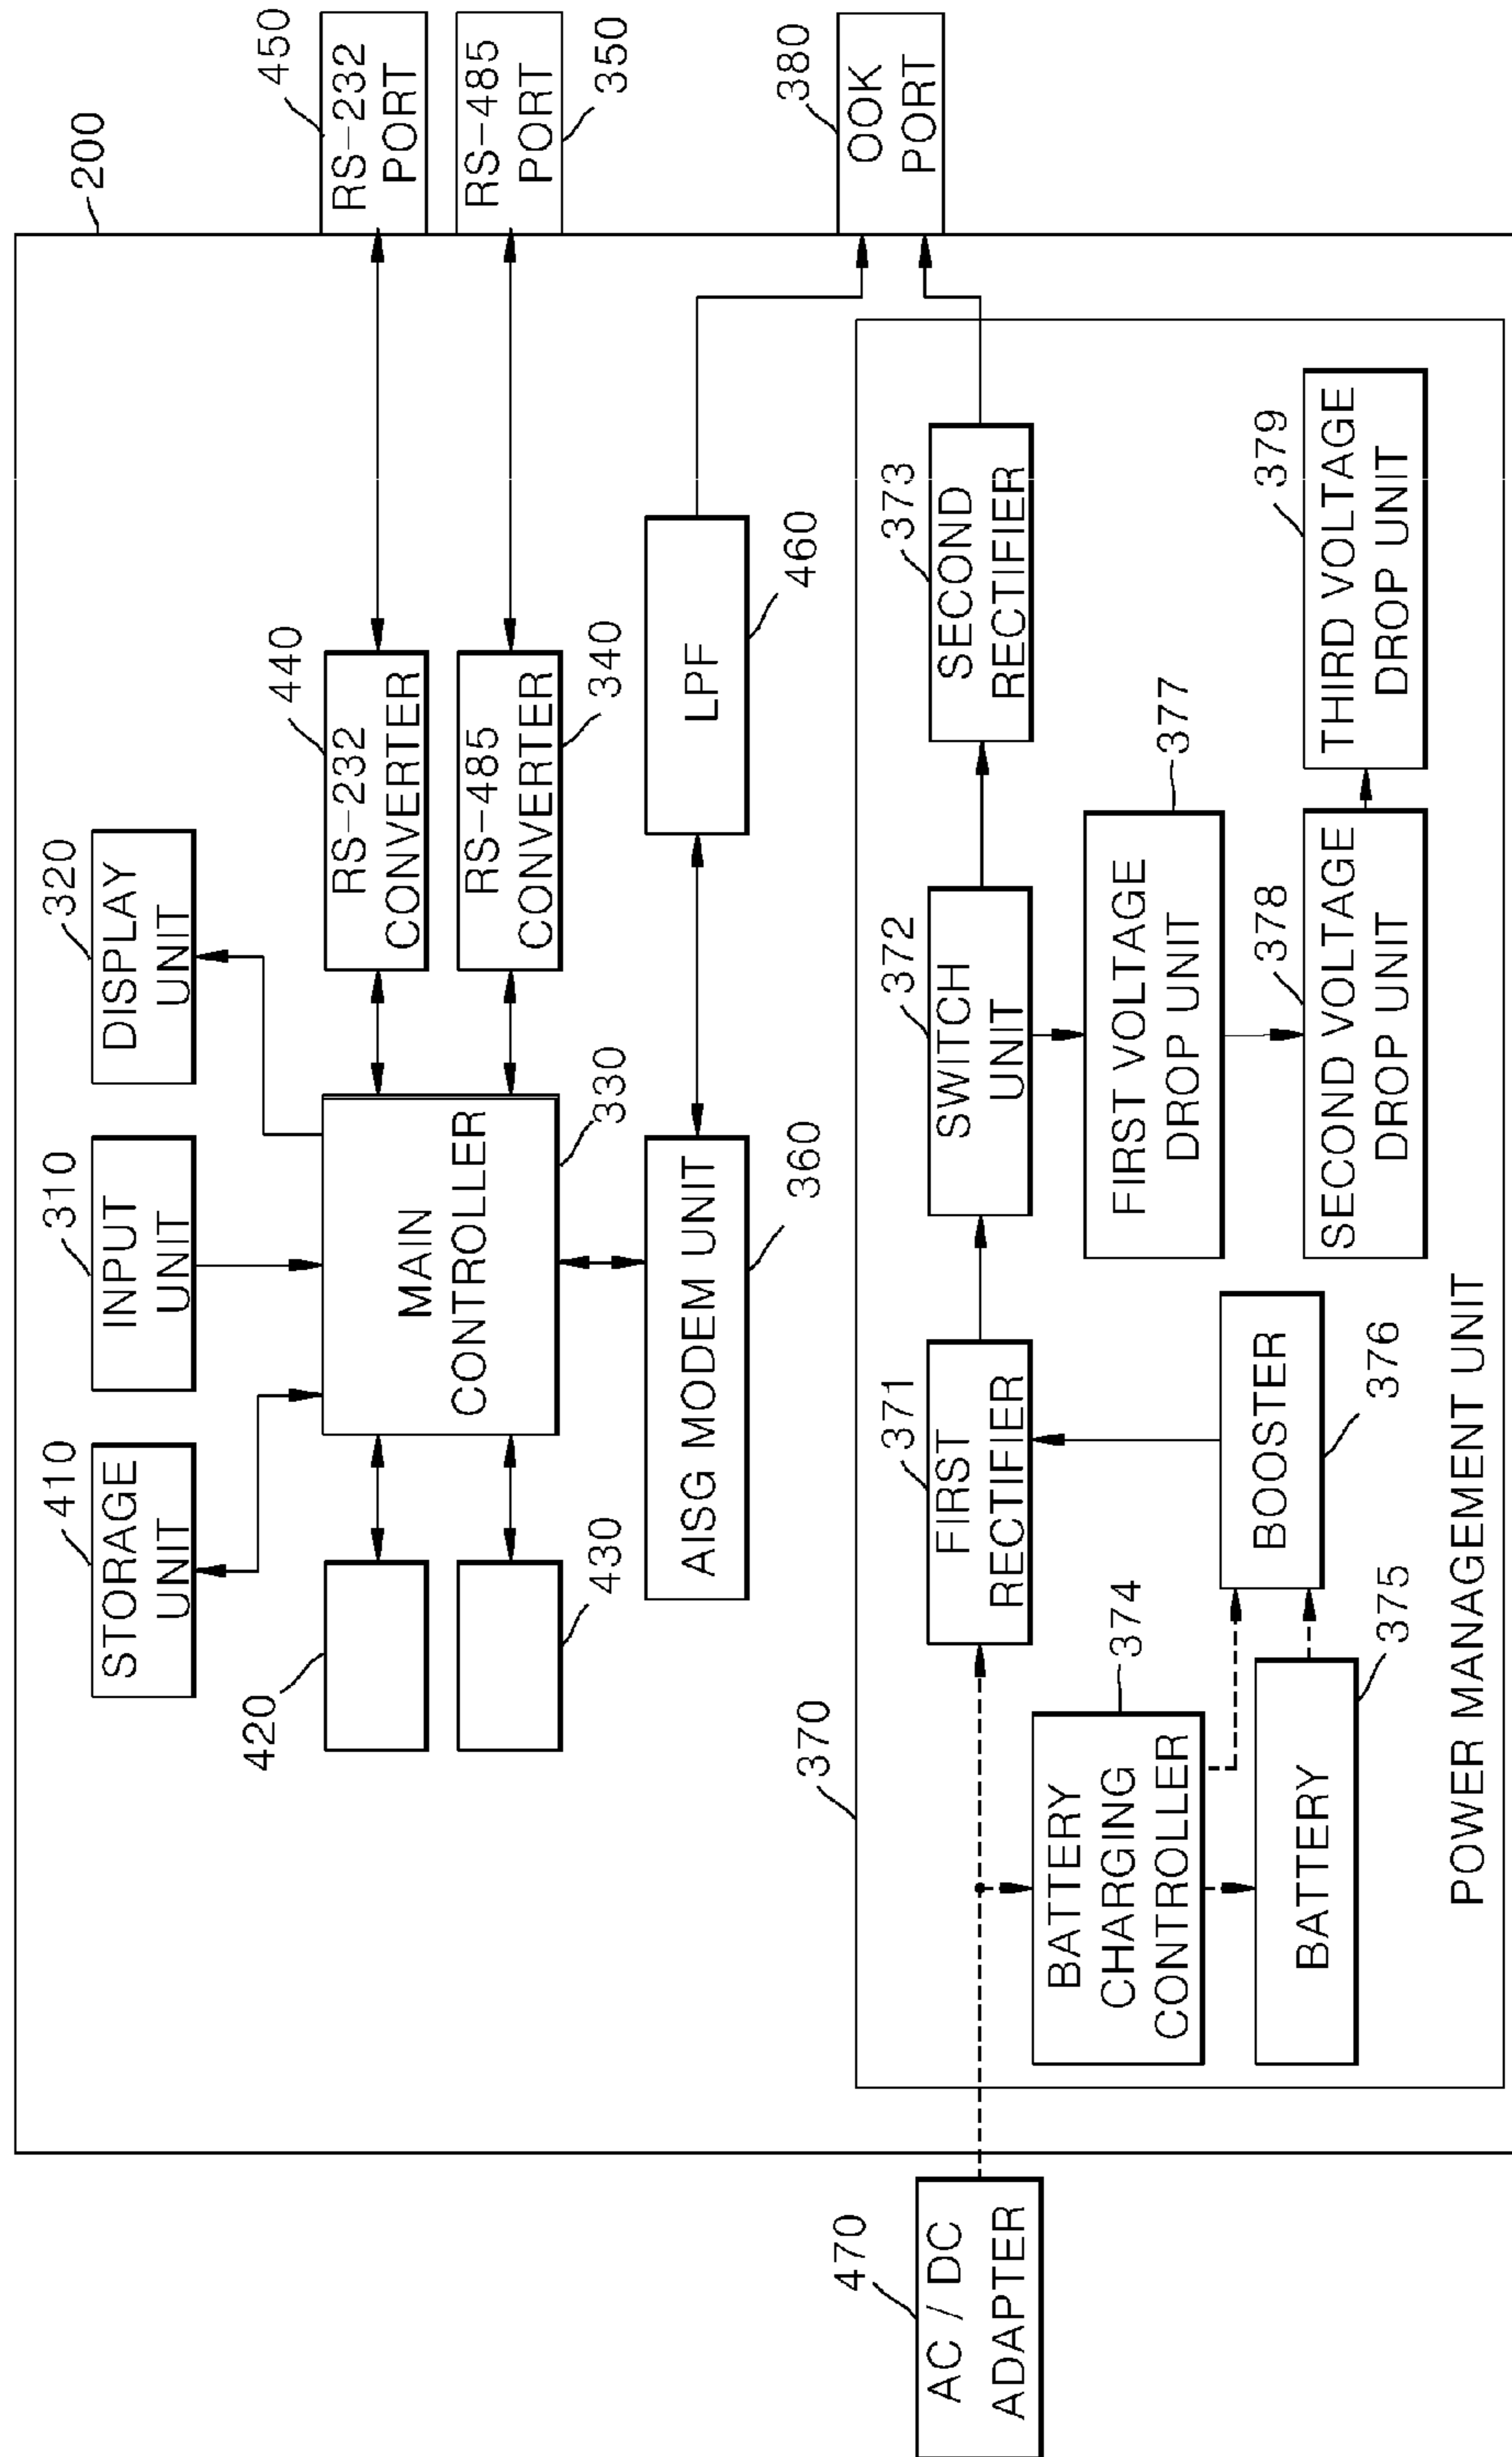 200
410
STORAGE
UNIT
310
INPUT
UNIT
320
DISPLAY
UNIT
420
430
MAIN
CONTROLLER
330
440
RS-232
CONVERTER
RS-485
CONVERTER
340
450
RS-232
PORT
RS-485
PORT
350
AISG MODEM UNIT
360
LPF
460
380
OOK
PORT
470
AC / DC
ADAPTER
370
371
FIRST
RECTIFIER
372
SWITCH
UNIT
373
SECOND
RECTIFIER
374
BATTERY
CHARGING
CONTROLLER
BATTERY
375
BOOSTER
376
FIRST VOLTAGE
DROP UNIT
377
378
SECOND VOLTAGE
DROP UNIT
379
THIRD VOLTAGE
DROP UNIT
POWER MANAGEMENT UNIT